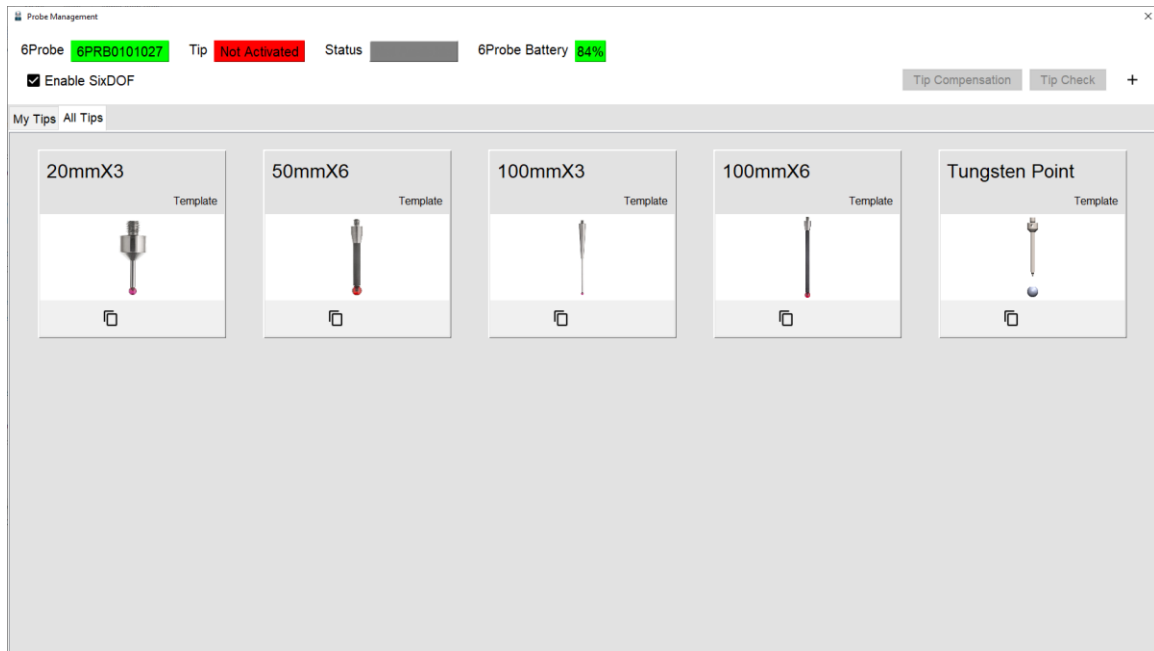 Probe Management
6Probe 6PRB0101027 Tip Not Activated Status 6Probe Battery 84%
Enable SixDOF
Tip Compensation Tip Check +
My Tips All Tips
20mmX3 50mmX6 100mmX3 100mmX6 Tungsten Point
Template Template Template Template Template